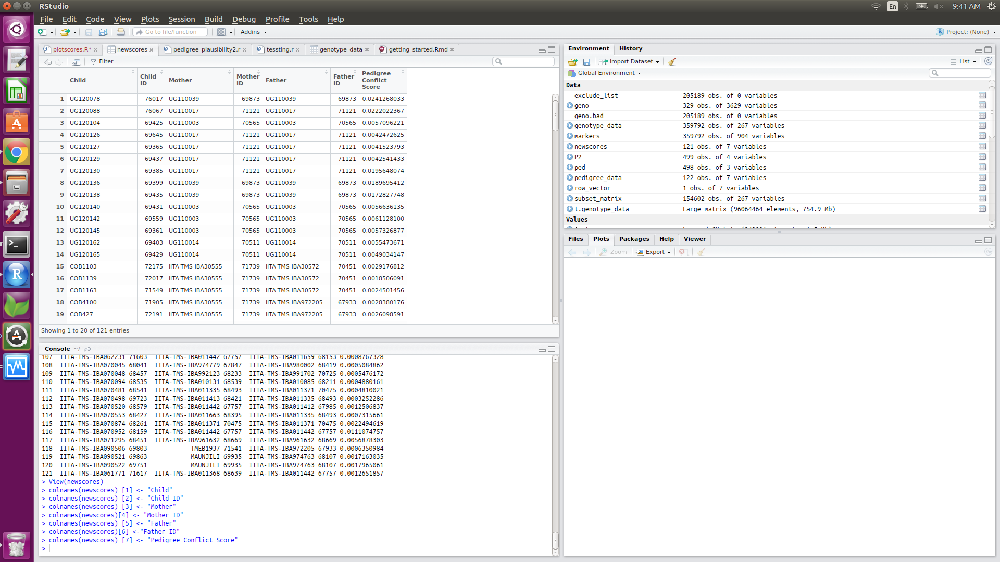 RStudio
En
9:41 AM
File Edit Code View Plots Session Build Debug Profile Tools Help
Go to file/function
Addins
Project: (None)
plotscores.R*
newscores
pedigree_plausibility2.r
tessting.r
genotype_data
getting_started.Rmd
Filter
Child Child ID Mother Mother ID Father Father ID Pedigree Conflict Score
1 UG120078 76017 UG110039 69873 UG110039 69873 0.0241268033
2 UG120088 76067 UG110017 71121 UG110017 71121 0.0222022367
3 UG120104 69425 UG110003 70565 UG110003 70565 0.0057096221
4 UG120126 69645 UG110017 71121 UG110017 71121 0.0042472625
5 UG120127 69365 UG110017 71121 UG110017 71121 0.0041523793
6 UG120129 69437 UG110017 71121 UG110017 71121 0.0042541433
7 UG120130 69385 UG110017 71121 UG110017 71121 0.0195648074
8 UG120136 69399 UG110039 69873 UG110039 69873 0.0189695412
9 UG120138 69435 UG110039 69873 UG110039 69873 0.0172827748
10 UG120140 69431 UG110003 70565 UG110003 70565 0.0056636135
11 UG120142 69559 UG110003 70565 UG110003 70565 0.0061128100
12 UG120145 69361 UG110003 70565 UG110003 70565 0.0057326877
13 UG120162 69403 UG110014 70511 UG110014 70511 0.0055473671
14 UG120165 69429 UG110014 70511 UG110014 70511 0.0049034147
15 COB1103 72175 IITA-TMS-IBA30555 71739 IITA-TMS-IBA30572 70451 0.0029176812
16 COB1139 72017 IITA-TMS-IBA30555 71739 IITA-TMS-IBA30572 70451 0.0018506091
17 COB1163 71549 IITA-TMS-IBA30555 71739 IITA-TMS-IBA30572 70451 0.0024501456
18 COB4100 71905 IITA-TMS-IBA30555 71739 IITA-TMS-IBA972205 67933 0.0028380176
19 COB427 72191 IITA-TMS-IBA30555 71739 IITA-TMS-IBA972205 67933 0.0026098591
Showing 1 to 20 of 121 entries
Console ~/
107 IITA-TMS-IBA062231 71603 IITA-TMS-IBA011442 67757 IITA-TMS-IBA011659 68153 0.0008767328
108 IITA-TMS-IBA070045 68041 IITA-TMS-IBA974779 67847 IITA-TMS-IBA980002 68419 0.0005084862
109 IITA-TMS-IBA070048 68457 IITA-TMS-IBA992123 68233 IITA-TMS-IBA991702 70725 0.0005476172
110 IITA-TMS-IBA070094 68535 IITA-TMS-IBA010131 68539 IITA-TMS-IBA010085 68211 0.0004880161
111 IITA-TMS-IBA070481 68541 IITA-TMS-IBA011335 68493 IITA-TMS-IBA011371 70475 0.0004810021
112 IITA-TMS-IBA070498 69723 IITA-TMS-IBA011413 68421 IITA-TMS-IBA011335 68493 0.0003252286
113 IITA-TMS-IBA070520 68579 IITA-TMS-IBA011442 67757 IITA-TMS-IBA011412 67985 0.0012506837
114 IITA-TMS-IBA070553 68427 IITA-TMS-IBA011663 68395 IITA-TMS-IBA011335 68493 0.0007315661
115 IITA-TMS-IBA070874 68261 IITA-TMS-IBA011371 70475 IITA-TMS-IBA011371 70475 0.0022494619
116 IITA-TMS-IBA070952 68159 IITA-TMS-IBA011442 67757 IITA-TMS-IBA011442 67757 0.0111074757
117 IITA-TMS-IBA071295 68451 IITA-TMS-IBA961632 68669 IITA-TMS-IBA961632 68669 0.0056878303
118 IITA-TMS-IBA090506 69803 TMEB1937 71541 IITA-TMS-IBA972205 67933 0.0006350984
119 IITA-TMS-IBA090521 69863 MAUNJILI 69935 IITA-TMS-IBA974763 68107 0.0017163035
120 IITA-TMS-IBA090522 69751 MAUNJILI 69935 IITA-TMS-IBA974763 68107 0.0017965061
121 IITA-TMS-IBA061771 71617 IITA-TMS-IBA011368 68639 IITA-TMS-IBA011442 67757 0.0012651857
> View(newscores)
> colnames(newscores) [1] <- "Child"
> colnames(newscores) [2] <- "Child ID"
> colnames(newscores) [3] <- "Mother"
> colnames(newscores)[4] <- "Mother ID"
> colnames(newscores) [5] <- "Father"
> colnames(newscores)[6] <-"Father ID"
> colnames(newscores) [7] <- "Pedigree Conflict Score"
>
Environment History
Import Dataset
List
Global Environment
Data
exclude_list 205189 obs. of 0 variables
geno 329 obs. of 3629 variables
geno.bad 205189 obs. of 0 variables
genotype_data 359792 obs. of 267 variables
markers 359792 obs. of 904 variables
newscores 121 obs. of 7 variables
P2 499 obs. of 4 variables
ped 498 obs. of 3 variables
pedigree_data 122 obs. of 7 variables
row_vector 1 obs. of 7 variables
subset_matrix 154602 obs. of 267 variables
t.genotype_data Large matrix (96064464 elements, 754.9 Mb)
Values
Files Plots Packages Help Viewer
Zoom
Export